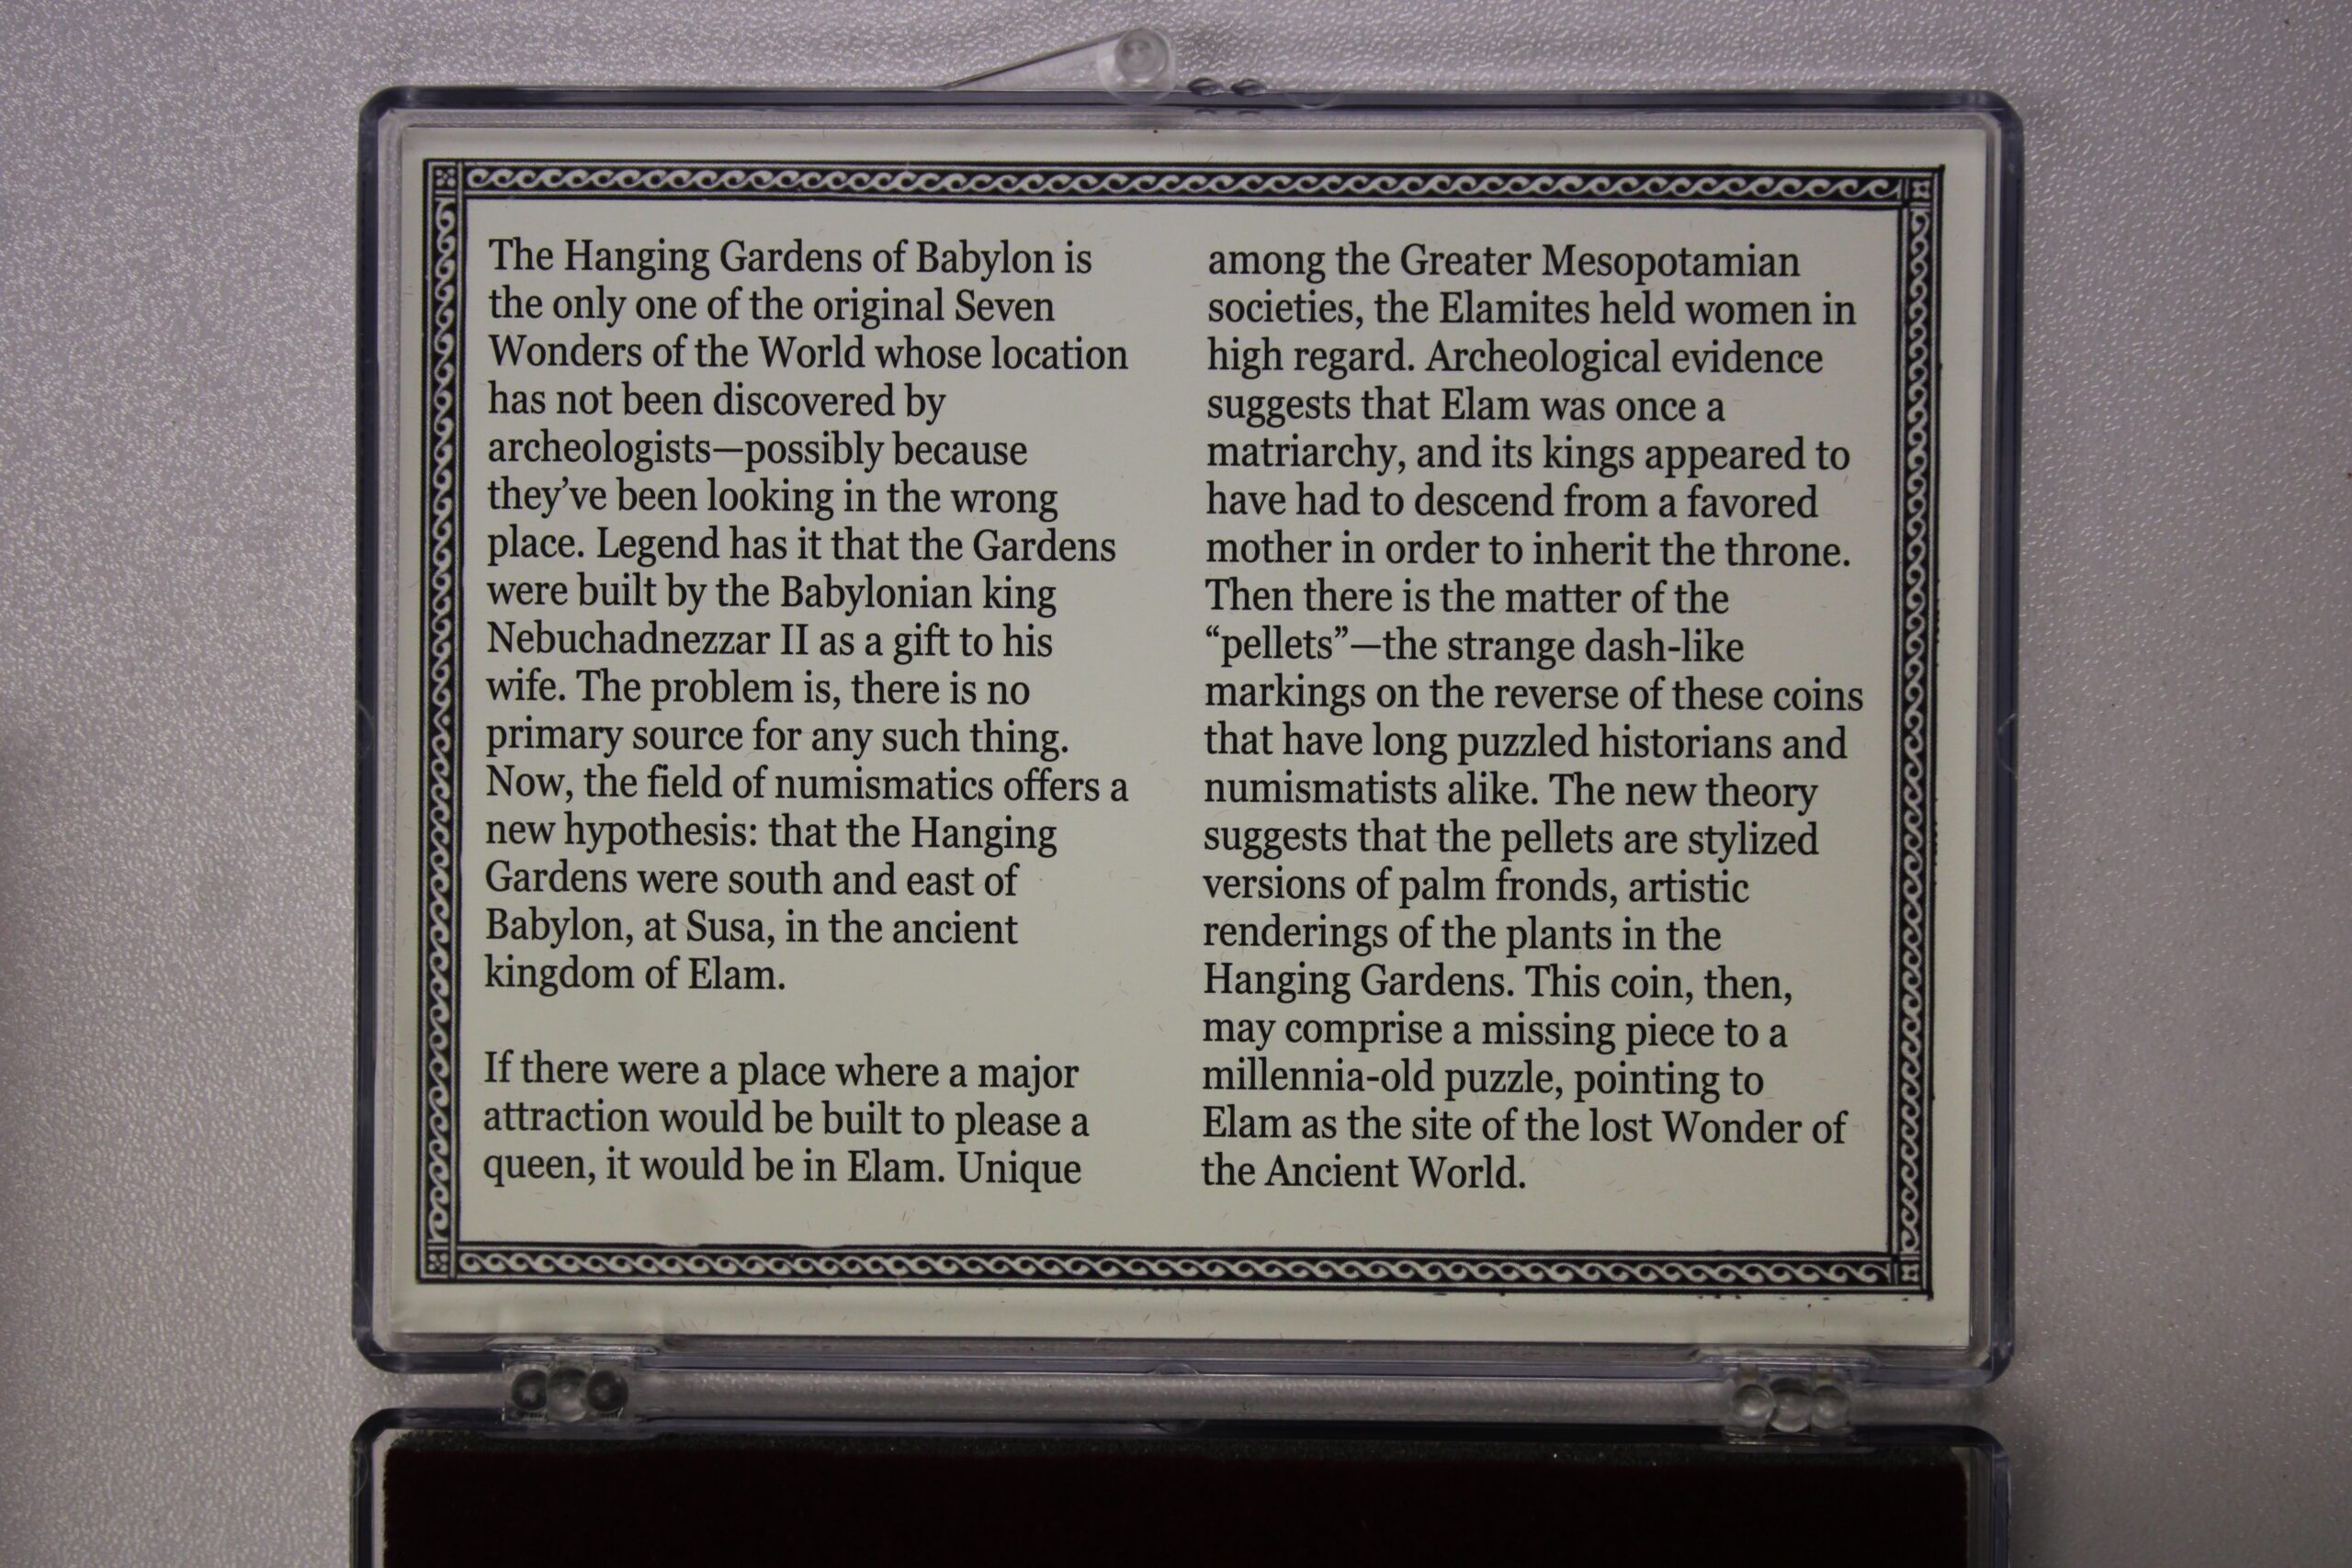 The Hanging Gardens of Babylon is
the only one of the original Seven
Wonders of the World whose location
has not been discovered by
archeologists—possibly because
they’ve been looking in the wrong
place. Legend has it that the Gardens
were built by the Babylonian king
Nebuchadnezzar II as a gift to his
wife. The problem is, there is no
primary source for any such thing.
Now, the field of numismatics offers a
new hypothesis: that the Hanging
Gardens were south and east of
Babylon, at Susa, in the ancient
kingdom of Elam.
If there were a place where a major
attraction would be built to please a
queen, it would be in Elam. Unique
among the Greater Mesopotamian
societies, the Elamites held women in
high regard. Archeological evidence
suggests that Elam was once a
matriarchy, and its kings appeared to
have had to descend from a favored
mother in order to inherit the throne.
Then there is the matter of the
“pellets”—the strange dash-like
markings on the reverse of these coins
that have long puzzled historians and
numismatists alike. The new theory
suggests that the pellets are stylized
versions of palm fronds, artistic
renderings of the plants in the
Hanging Gardens. This coin, then,
may comprise a missing piece to a
millennia-old puzzle, pointing to
Elam as the site of the lost Wonder of
the Ancient World.